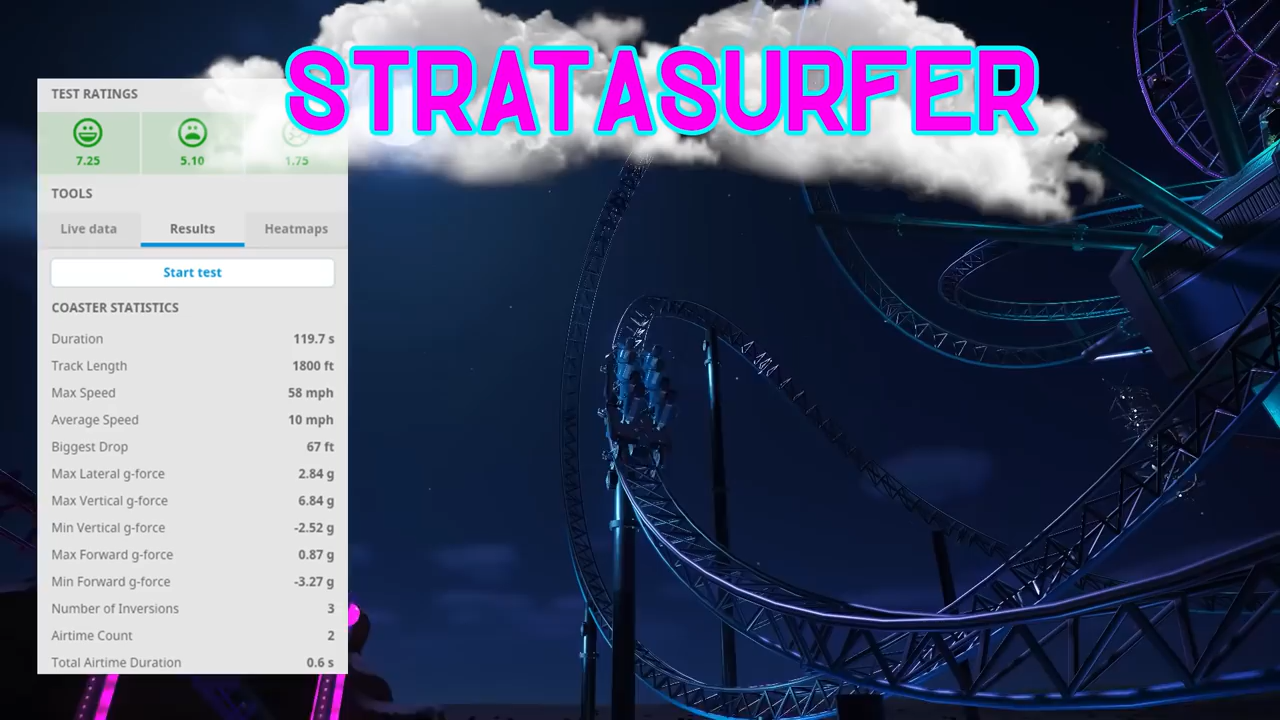 STRATASURFER
TEST RATINGS
7.25 5.10 1.75
TOOLS
Live data Results Heatmaps
Start test
COASTER STATISTICS
Duration 119.7 s
Track Length 1800 ft
Max Speed 58 mph
Average Speed 10 mph
Biggest Drop 67 ft
Max Lateral g-force 2.84 g
Max Vertical g-force 6.84 g
Min Vertical g-force -2.52 g
Max Forward g-force 0.87 g
Min Forward g-force -3.27 g
Number of Inversions 3
Airtime Count 2
Total Airtime Duration 0.6 s